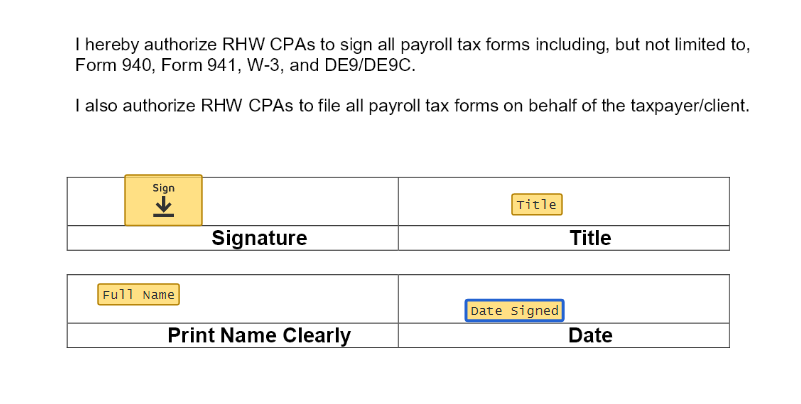 I hereby authorize RHW CPAs to sign all payroll tax forms including, but not limited to,
Form 940, Form 941, W-3, and DE9/DE9C.
I also authorize RHW CPAs to file all payroll tax forms on behalf of the taxpayer/client.
Sign
Title
Signature
Title
Full Name
Date Signed
Print Name Clearly
Date